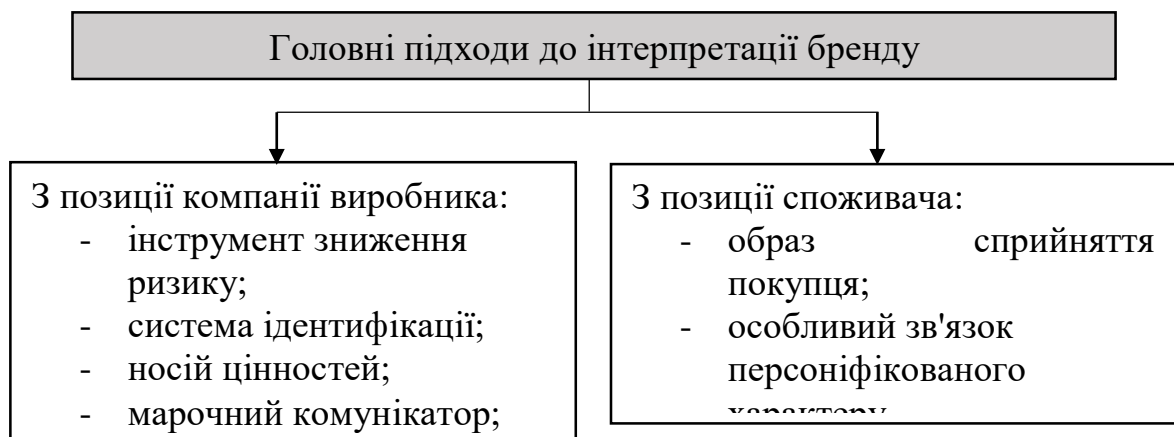 Головні підходи до інтерпретації бренду
З позиції компанії виробника:
- інструмент зниження
ризику;
- система ідентифікації;
- носій цінностей;
- марочний комунікатор;
З позиції споживача:
- образ сприйняття
покупця;
- особливий зв'язок
персоніфікованого
характеру